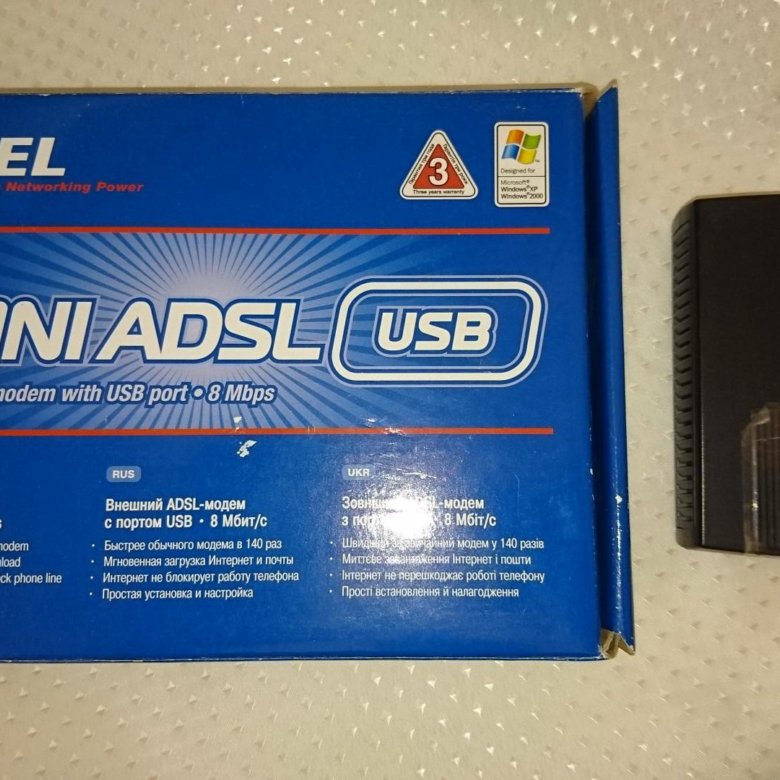 EL
Networking Power
3
Three years warranty
Designed for
Microsoft®
Windows®XP
Windows®2000
NI ADSL USB
modem with USB port • 8 Mbps
RUS
Внешний ADSL-модем
с портом USB • 8 Мбит/с
• Быстрее обычного модема в 140 раз
• Мгновенная загрузка Интернет и почты
• Интернет не блокирует работу телефона
• Простая установка и настройка
UKR
-модем
з 8 Мбіт/с
• модему у 140 разів
• Миттєве Інтернет і пошти
• Інтернет не перешкоджає роботі телефону
• Прості встановлення й налагодження
s
modem
load
ck phone line